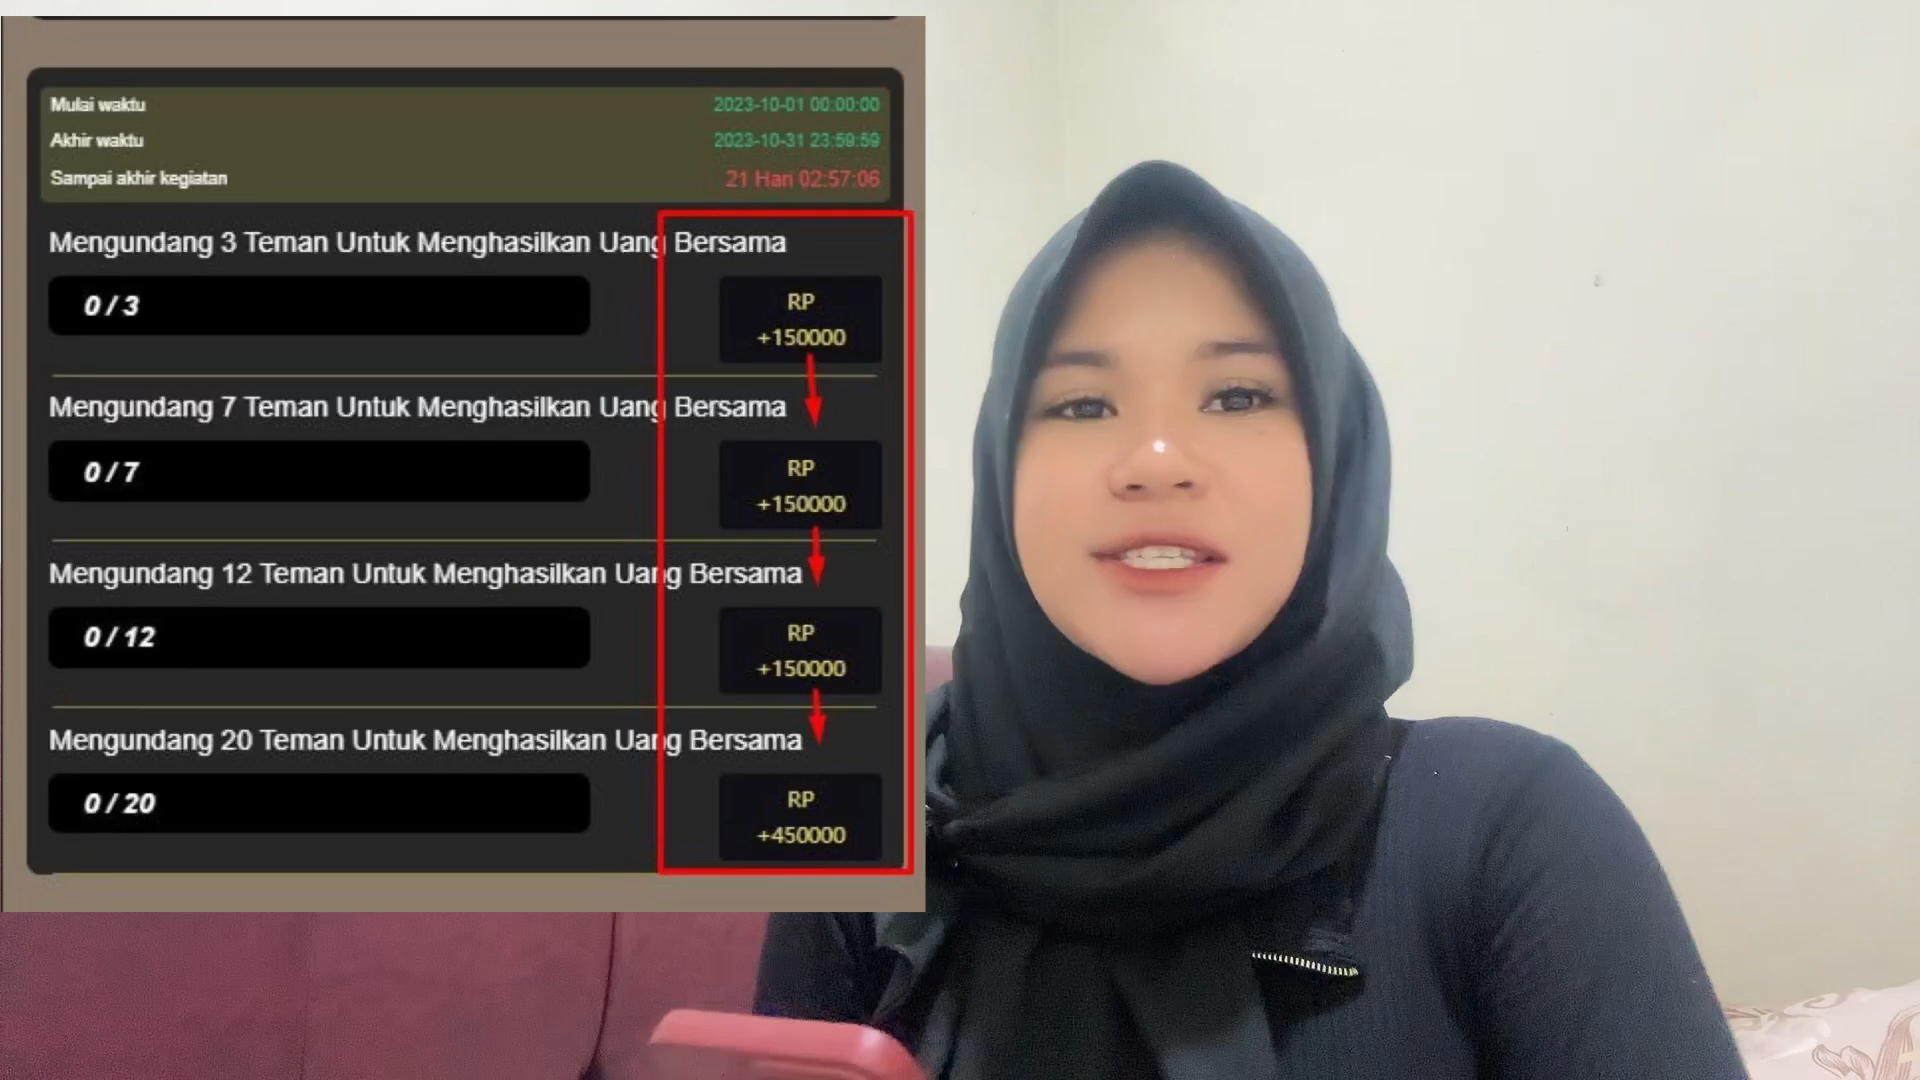 Mulai waktu 2023-10-01 00:00:00
Akhir waktu 2023-10-31 23:59:59
Sampai akhir kegiatan 21 Hari 02:57:06
Mengundang 3 Teman Untuk Menghasilkan Uang Bersama
0 / 3
RP
+150000
Mengundang 7 Teman Untuk Menghasilkan Uang Bersama
0 / 7
RP
+150000
Mengundang 12 Teman Untuk Menghasilkan Uang Bersama
0 / 12
RP
+150000
Mengundang 20 Teman Untuk Menghasilkan Uang Bersama
0 / 20
RP
+450000